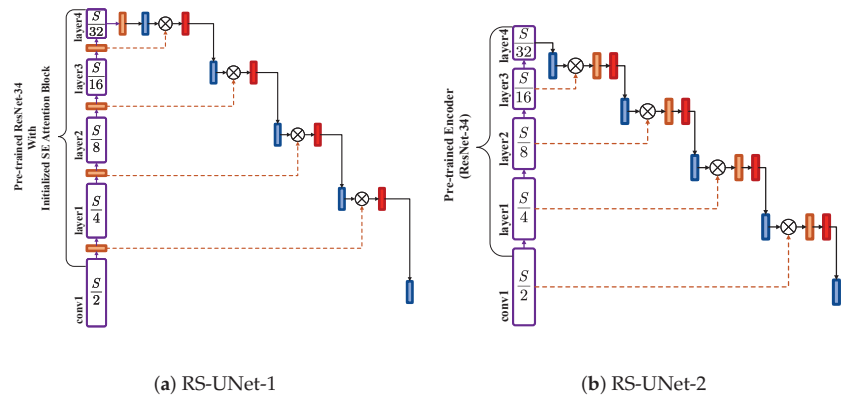 Pre-trained ResNet-34
With
Initialized SE Attention Block
layer4
S
32
layer3
S
16
layer2
S
8
layer1
S
4
conv1
S
2
(a) RS-UNet-1
Pre-trained Encoder
(ResNet-34)
layer4
S
32
layer3
S
16
layer2
S
8
layer1
S
4
conv1
S
2
(b) RS-UNet-2